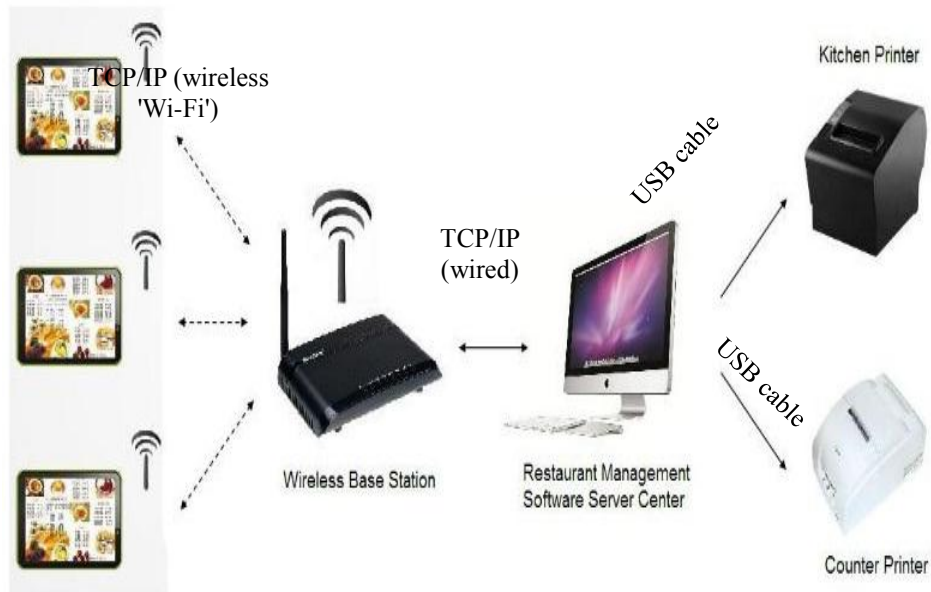 TCP/IP (wireless
'Wi-Fi')
Kitchen Printer
USB cable
TCP/IP
(wired)
USB cable
Wireless Base Station
Restaurant Management
Software Server Center
Counter Printer